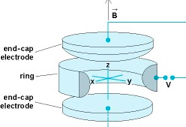 B
end-cap
electrode
z
ring
x
y
end-cap
electrode
V